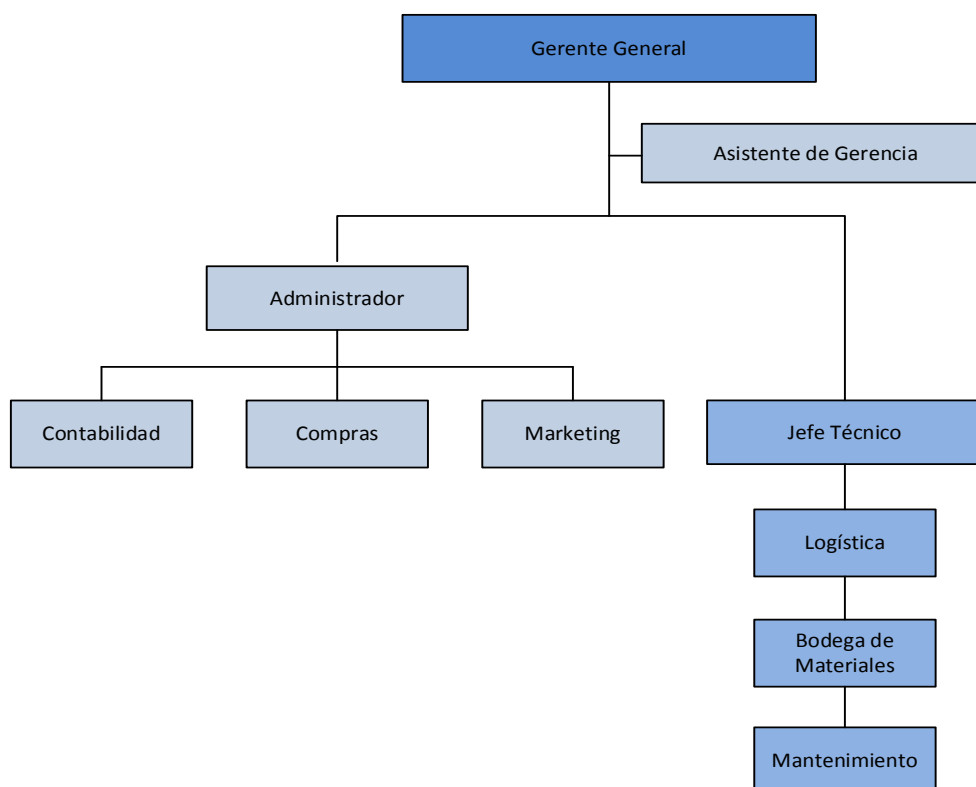 Gerente General
Asistente de Gerencia
Administrador
Contabilidad
Compras
Marketing
Jefe Técnico
Logística
Bodega de
Materiales
Mantenimiento